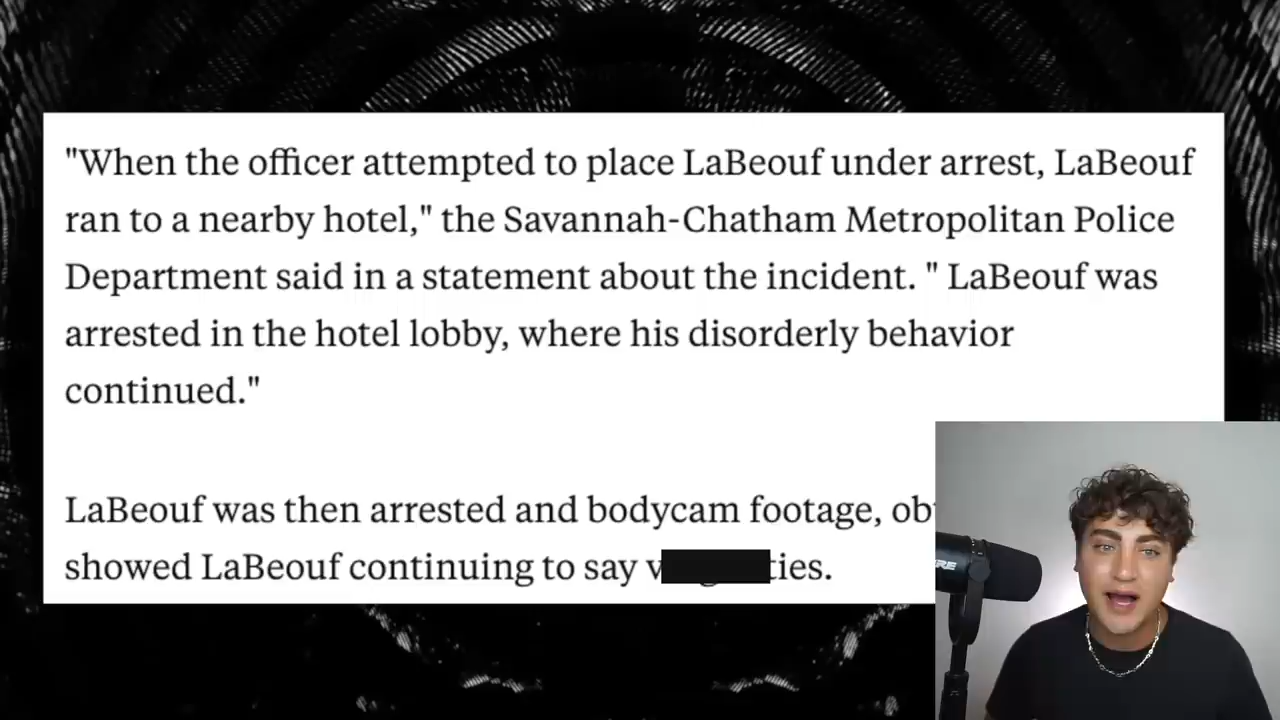 "When the officer attempted to place LaBeouf under arrest, LaBeouf
ran to a nearby hotel," the Savannah-Chatham Metropolitan Police
Department said in a statement about the incident. " LaBeouf was
arrested in the hotel lobby, where his disorderly behavior
continued."
LaBeouf was then arrested and bodycam footage,
showed LaBeouf continuing to say